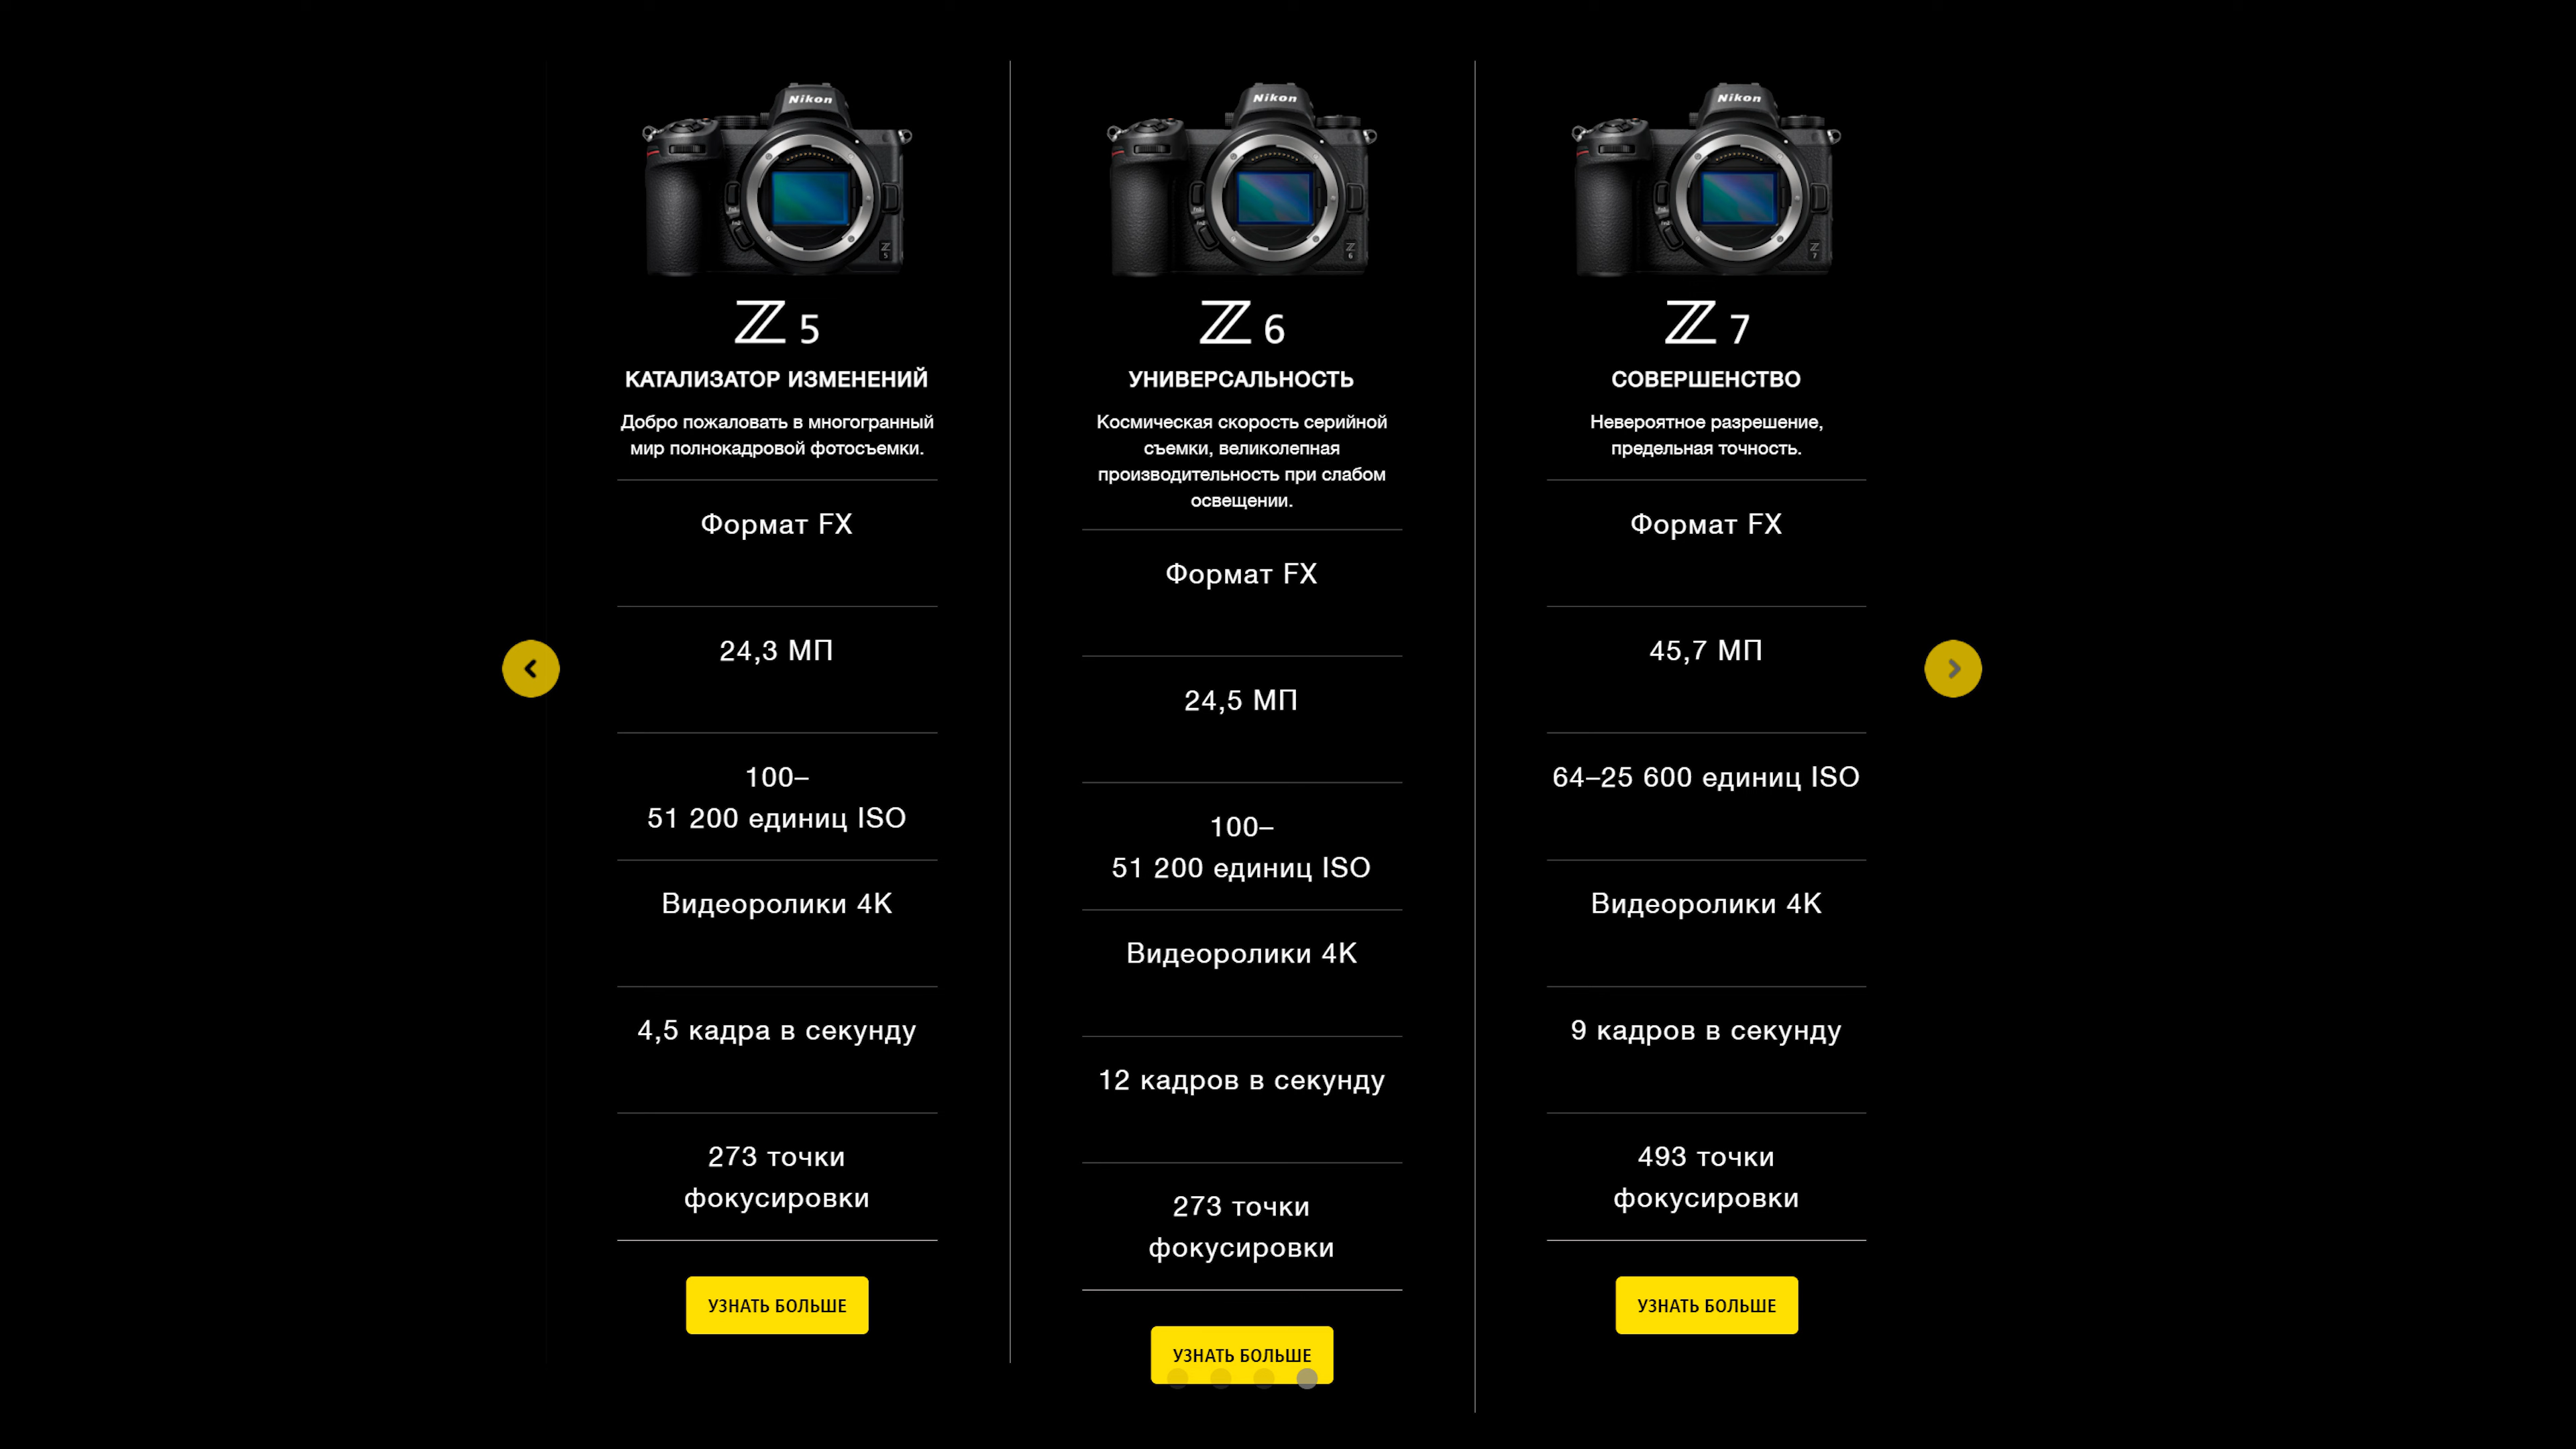 Nikon
Z 5
КАТАЛИЗАТОР ИЗМЕНЕНИЙ
Добро пожаловать в многогранный
мир полнокадровой фотосъемки.
Формат FX
24,3 МП
100–
51 200 единиц ISO
Видеоролики 4K
4,5 кадра в секунду
273 точки
фокусировки
УЗНАТЬ БОЛЬШЕ
Nikon
Z 6
УНИВЕРСАЛЬНОСТЬ
Космическая скорость серийной
съемки, великолепная
производительность при слабом
освещении.
Формат FX
24,5 МП
100–
51 200 единиц ISO
Видеоролики 4K
12 кадров в секунду
273 точки
фокусировки
УЗНАТЬ БОЛЬШЕ
Nikon
Z 7
СОВЕРШЕНСТВО
Невероятное разрешение,
предельная точность.
Формат FX
45,7 МП
64–25 600 единиц ISO
Видеоролики 4K
9 кадров в секунду
493 точки
фокусировки
УЗНАТЬ БОЛЬШЕ